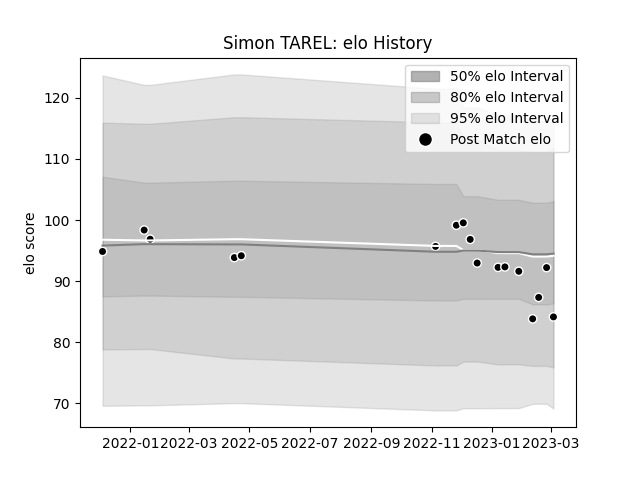 Simon TAREL: elo History
50% elo Interval
80% elo Interval
95% elo Interval
Post Match elo
elo score
120
110
100
90
80
70
2022-01 2022-03 2022-05 2022-07 2022-09 2022-11 2023-01 2023-03